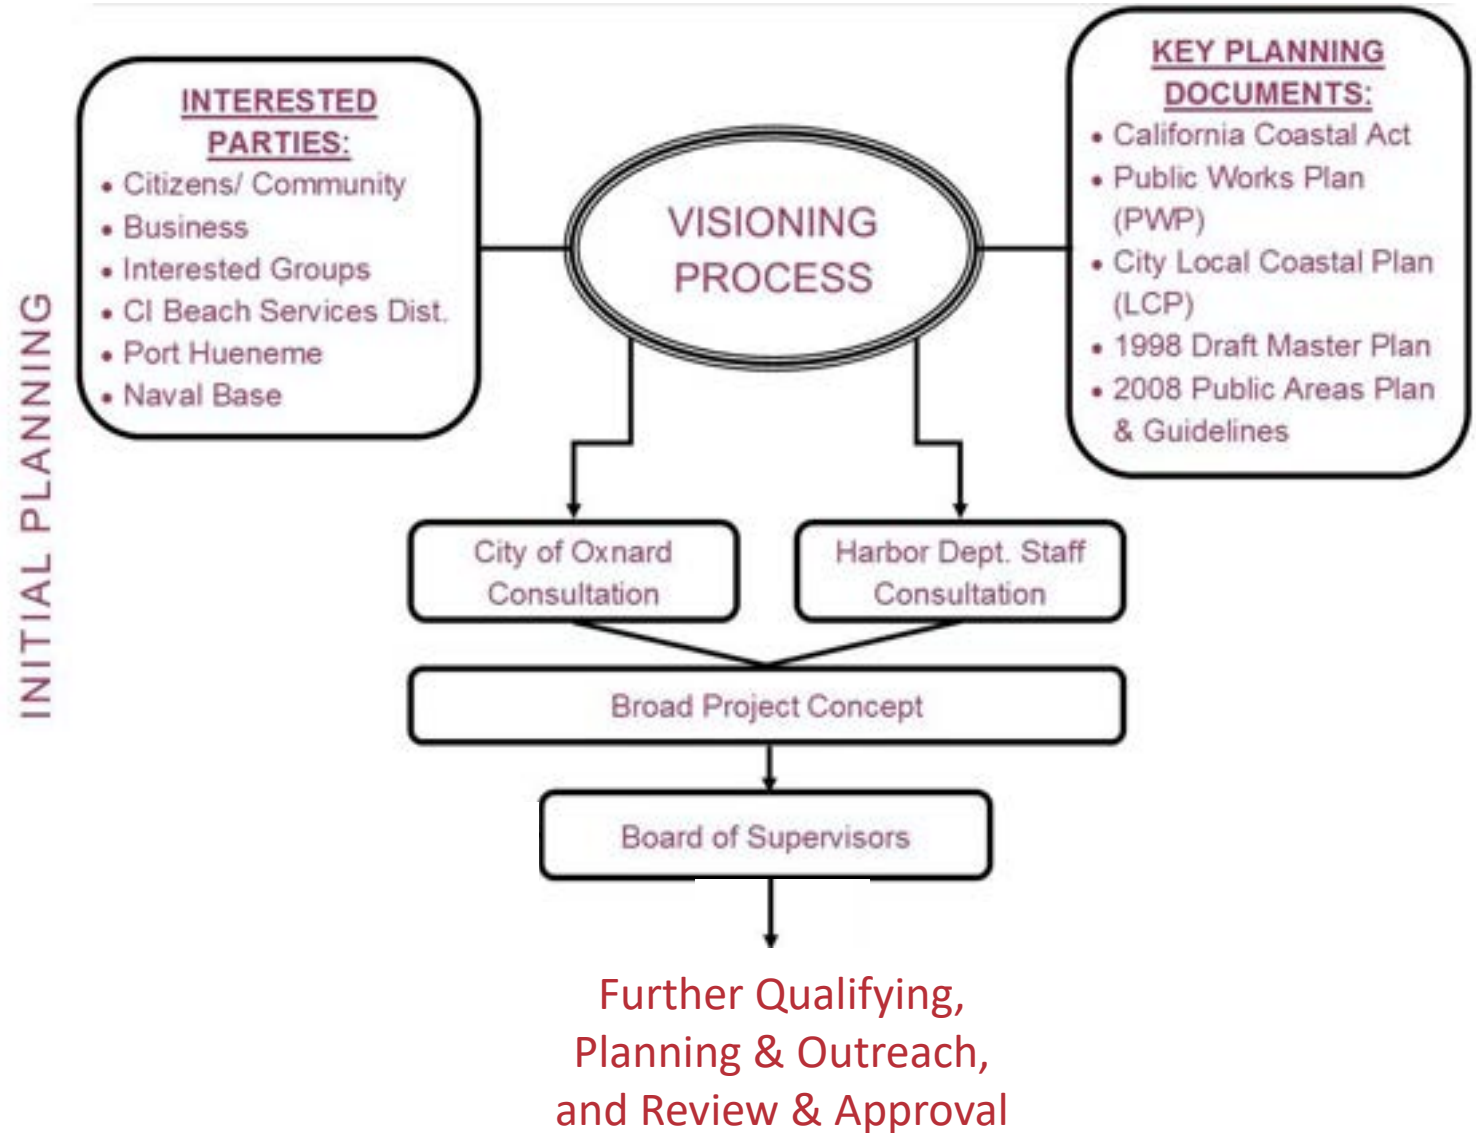 INITIAL PLANNING
INTERESTED
PARTIES:
• Citizens/ Community
• Business
• Interested Groups
• CI Beach Services Dist.
• Port Hueneme
• Naval Base
VISIONING
PROCESS
KEY PLANNING
DOCUMENTS:
• California Coastal Act
• Public Works Plan
(PWP)
• City Local Coastal Plan
(LCP)
• 1998 Draft Master Plan
• 2008 Public Areas Plan
& Guidelines
City of Oxnard
Consultation
Harbor Dept. Staff
Consultation
Broad Project Concept
Board of Supervisors
Further Qualifying,
Planning & Outreach,
and Review & Approval